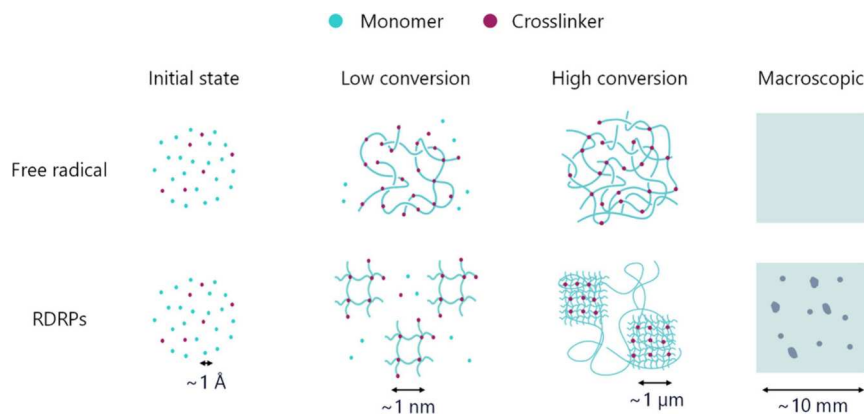 Monomer Crosslinker
Initial state Low conversion High conversion Macroscopic
Free radical
RDRPs
~1 Å ~1 nm ~1 μm ~10 mm